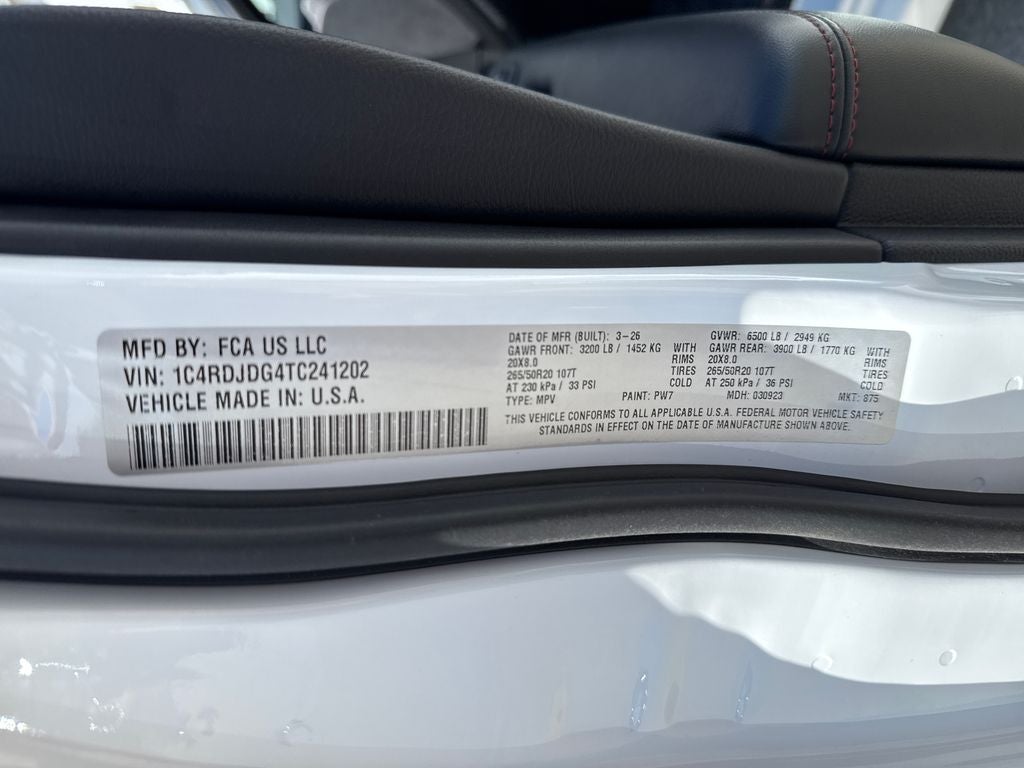 MFD BY: FCA US LLC
VIN: 1C4RDJDG4TC241202
VEHICLE MADE IN: U.S.A.
DATE OF MFR (BUILT): 3-26
GAWR FRONT: 3200 LB / 1452 KG WITH
20X8.0 RIMS
265/50R20 107T TIRES
AT 230 kPa / 33 PSI COLD
TYPE: MPV PAINT: PW7
GVWR: 6500 LB / 2949 KG
GAWR REAR: 3900 LB / 1770 KG WITH
20X8.0 RIMS
265/50R20 107T TIRES
AT 250 kPa / 36 PSI COLD
MDH: 030923 MKT: 875
THIS VEHICLE CONFORMS TO ALL APPLICABLE U.S.A. FEDERAL MOTOR VEHICLE SAFETY
STANDARDS IN EFFECT ON THE DATE OF MANUFACTURE SHOWN ABOVE.